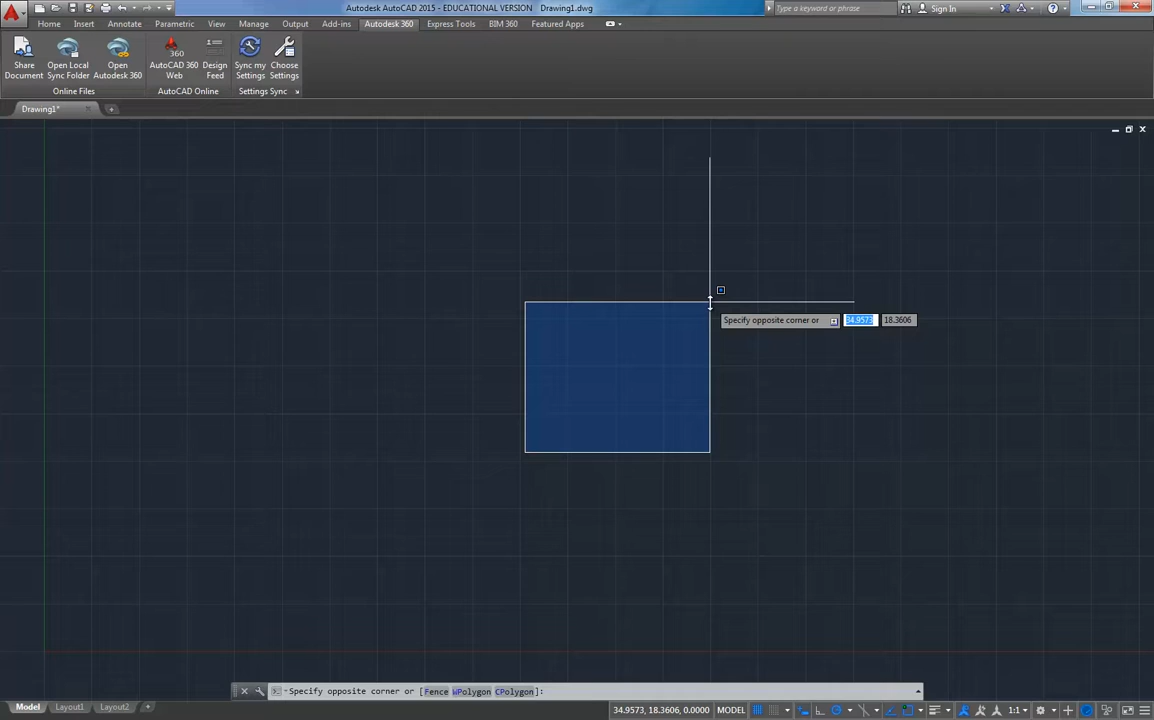 Autodesk AutoCAD 2015 - EDUCATIONAL VERSION Drawing1.dwg
Type a keyword or phrase
Sign In
Home Insert Annotate Parametric View Manage Output Add-ins Autodesk 360 Express Tools BIM 360 Featured Apps
Share Document
Open Local Sync Folder
Open Autodesk 360
360
AutoCAD 360 Web
Design Feed
Sync my Settings
Choose Settings
Online Files AutoCAD Online Settings Sync
Drawing1*
Specify opposite corner or 34.9573 18.3606
Specify opposite corner or [Fence WPolygon CPolygon]:
Model Layout1 Layout2 +
34.9573, 18.3606, 0.0000 MODEL 1:1